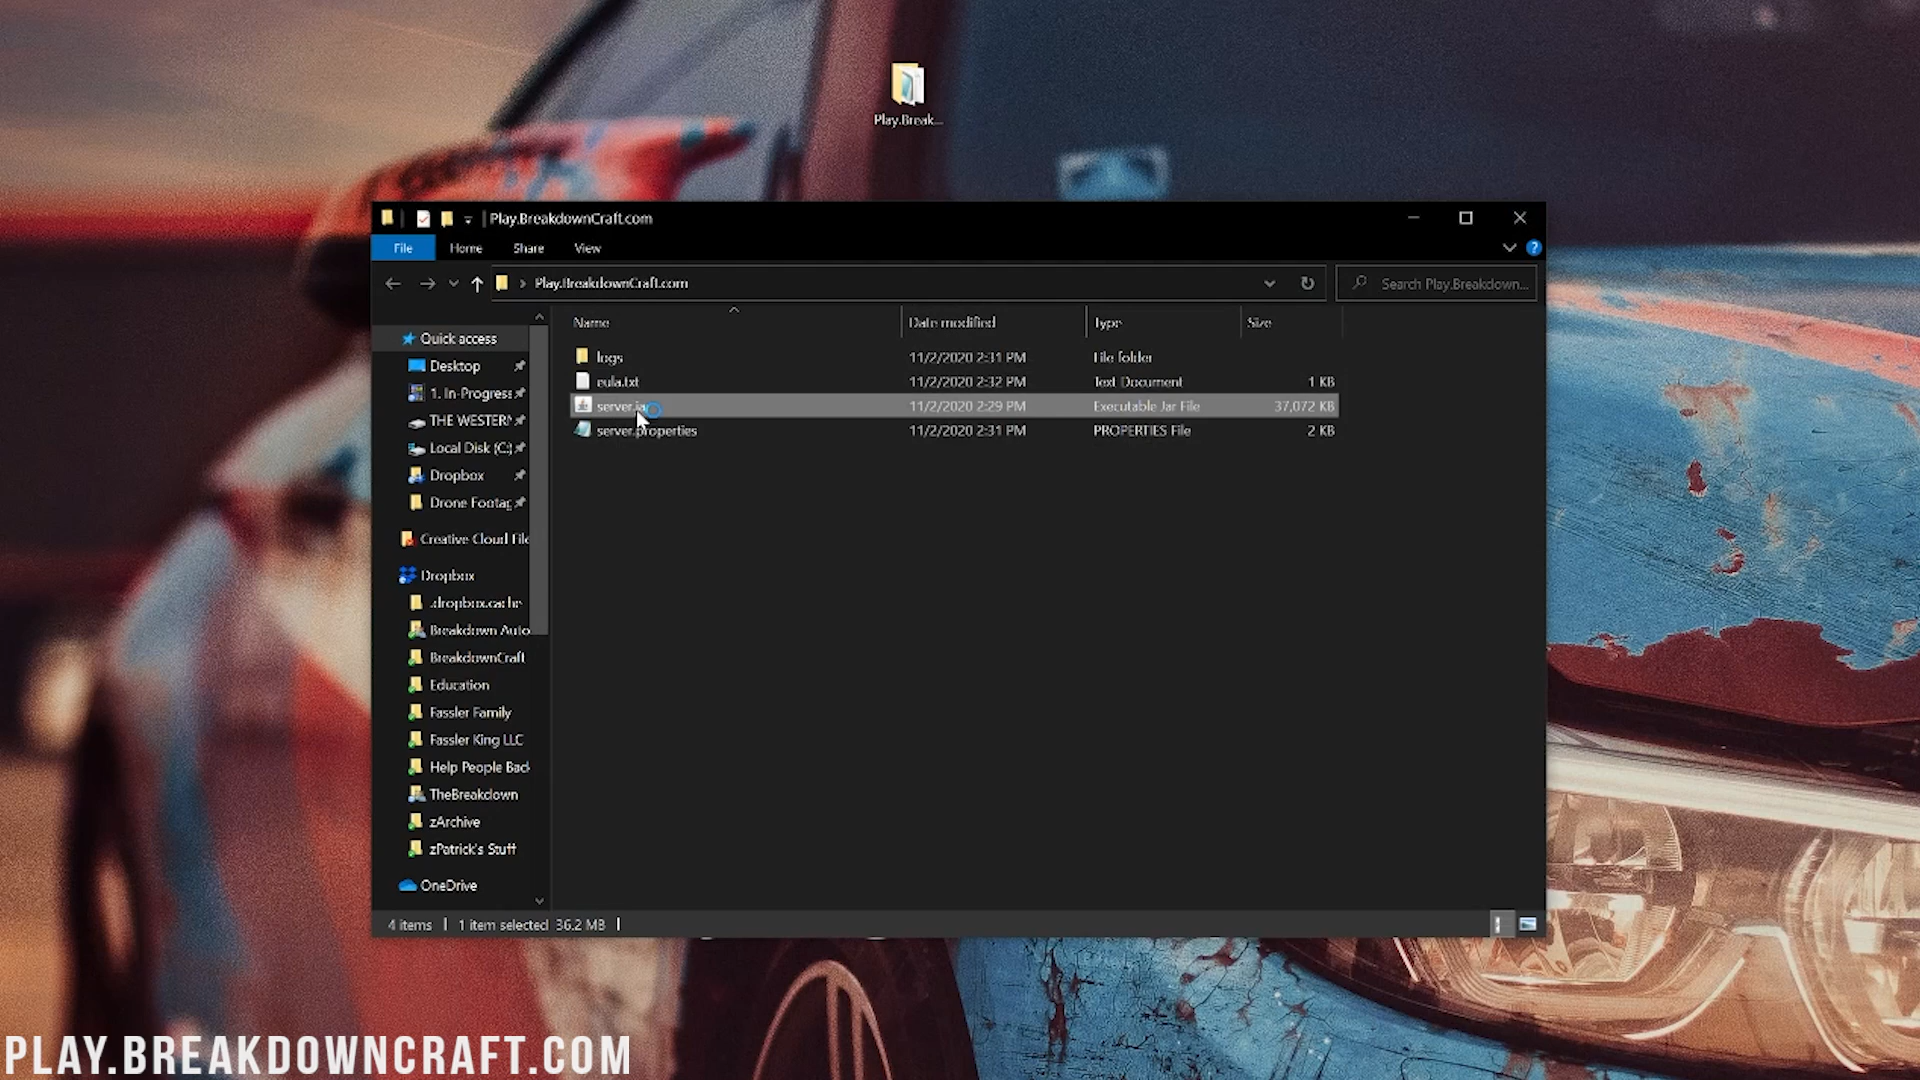 Play.Break...
Play.BreakdownCraft.com
File Home Share View
Play.BreakdownCraft.com
Search Play.Breakdown...
Name Date modified Type Size
logs 11/2/2020 2:31 PM File folder
eula.txt 11/2/2020 2:32 PM Text Document 1 KB
server.ja 11/2/2020 2:29 PM Executable Jar File 37,072 KB
server.properties 11/2/2020 2:31 PM PROPERTIES File 2 KB
Quick access
Desktop
1. In-Progress
THE WESTERN
Local Disk (C:)
Dropbox
Drone Footag
Creative Cloud File
Dropbox
.dropbox.cache
Breakdown Auto
BreakdownCraft
Education
Fassler Family
Fassler King LLC
Help People Back
TheBreakdown
zArchive
zPatrick's Stuff
OneDrive
4 items 1 item selected 36.2 MB
PLAY.BREAKDOWNCRAFT.COM